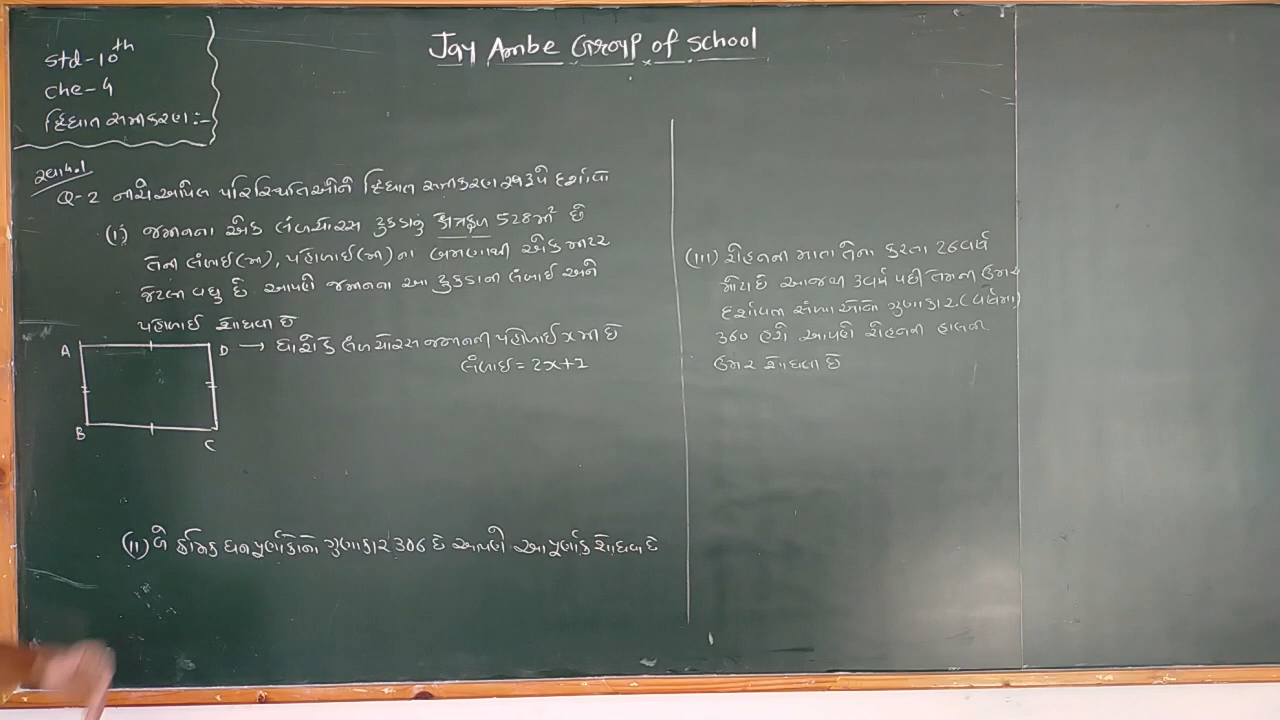 Jay Ambe Group of school
std-10th
che-4
દ્વિઘાત સમીકરણ :-
સ્વા 4.1
Q-2 નીચે આપેલ પરિસ્થિતિઓને દ્વિઘાત સમીકરણ સ્વરૂપે દર્શાવો
(i) જમીનના એક લંબચોરસ ટુકડાનું ક્ષેત્રફળ 528મી² છે
તેની લંબાઈ(મી), પહોળાઈ(મી) ના બમણાથી એક મીટર
જેટલી વધુ છે આપણે જમીનના આ ટુકડાની લંબાઈ અને
પહોળાઈ શોધવી છે
A
D
B
C
→ ધારો કે લંબચોરસ જમીનની પહોળાઈ x મી છે
લંબાઈ = 2x+1
(ii) બે ક્રમિક ધન પૂર્ણાંકોનો ગુણાકાર 306 છે આપણે આ પૂર્ણાંક શોધવા છે
(iii) રોહનની માતા તેના કરતા 26 વર્ષ
મોટા છે આજથી 3 વર્ષ પછી તેમની ઉંમર
દર્શાવતી સંખ્યાઓનો ગુણાકાર (વર્ષમાં)
360 હશે આપણે રોહનની હાલની
ઉંમર શોધવી છે